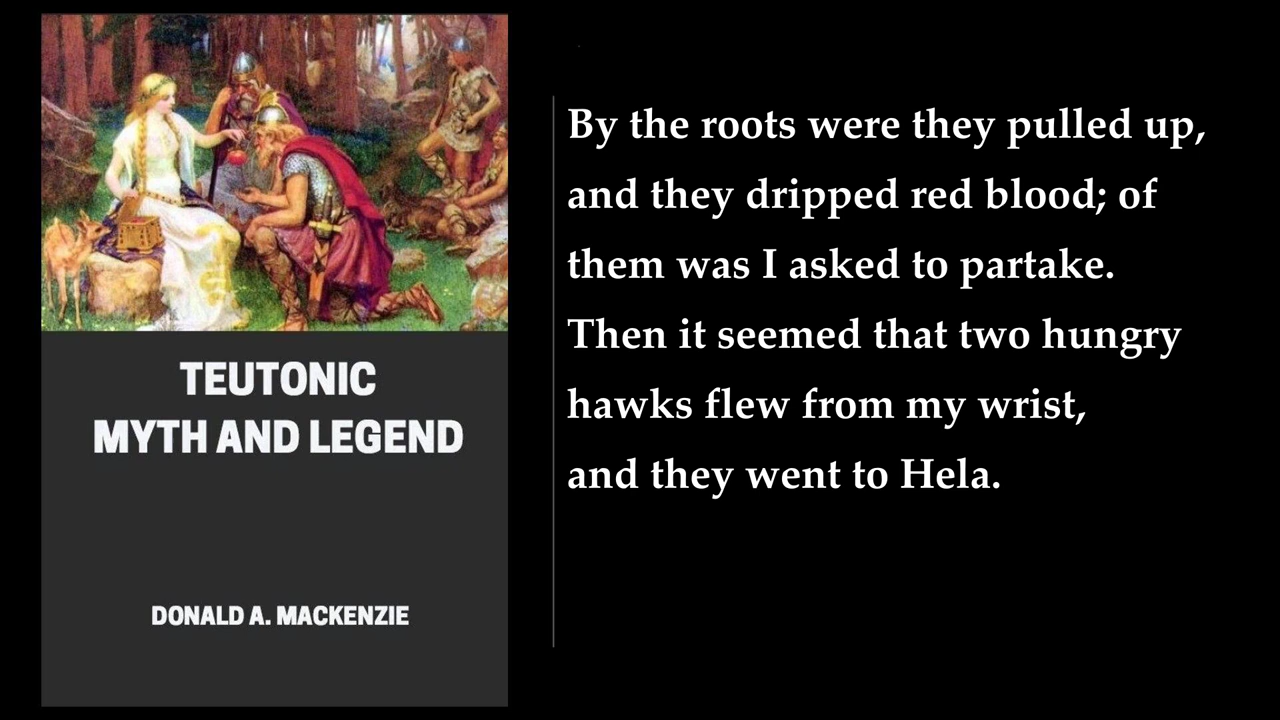 TEUTONIC
MYTH AND LEGEND
DONALD A. MACKENZIE
By the roots were they pulled up,
and they dripped red blood; of
them was I asked to partake.
Then it seemed that two hungry
hawks flew from my wrist,
and they went to Hela.